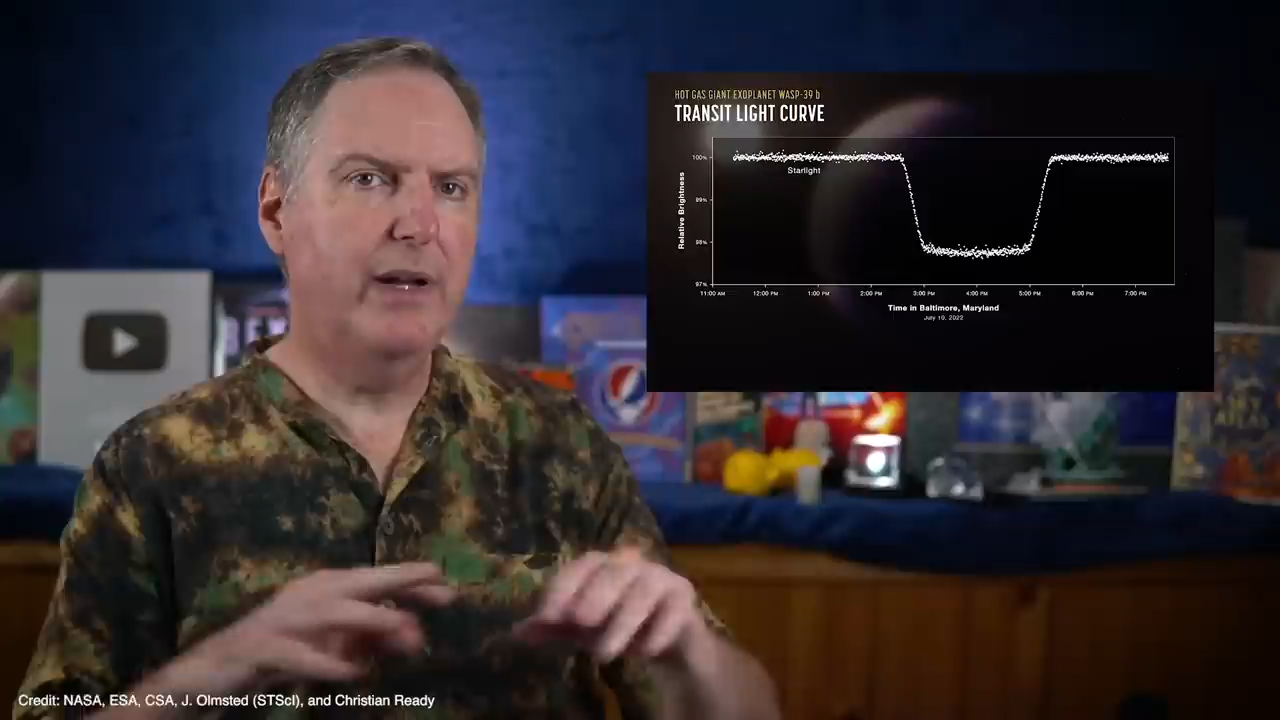 HOT GAS GIANT EXOPLANET WASP-39 b
TRANSIT LIGHT CURVE
100%
99%
98%
97%
Relative Brightness
Starlight
11:00 AM 12:00 PM 1:00 PM 2:00 PM 3:00 PM 4:00 PM 5:00 PM 6:00 PM 7:00 PM
Time in Baltimore, Maryland
July 10, 2022
Credit: NASA, ESA, CSA, J. Olmsted (STScI), and Christian Ready